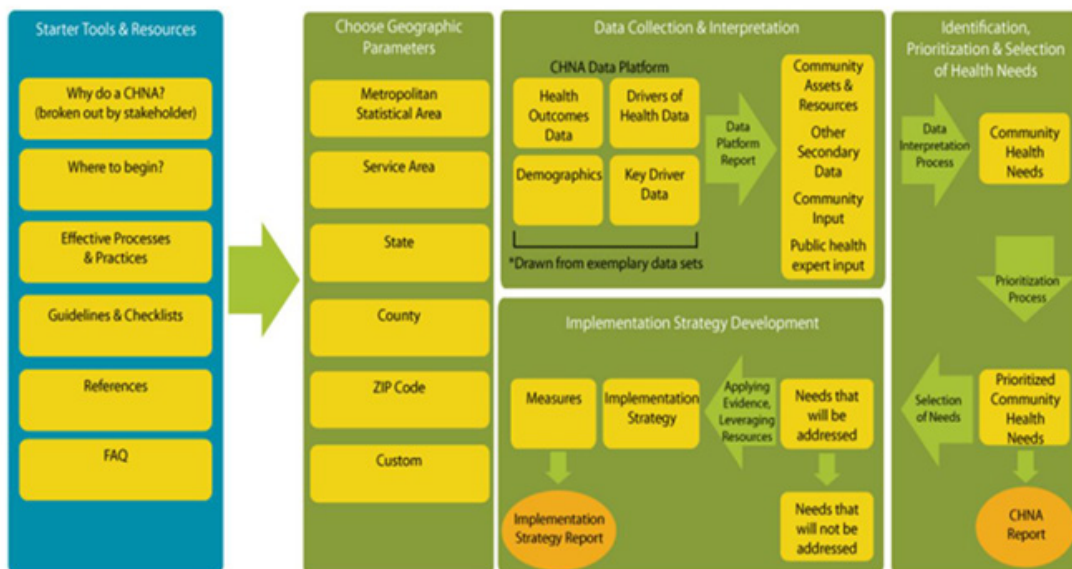 Starter Tools & Resources
Why do a CHNA?
(broken out by stakeholder)
Where to begin?
Effective Processes
& Practices
Guidelines & Checklists
References
FAQ
Choose Geographic
Parameters
Metropolitan
Statistical Area
Service Area
State
County
ZIP Code
Custom
Data Collection & Interpretation
CHNA Data Platform
Health
Outcomes
Data
Drivers of
Health Data
Demographics
Key Driver
Data
*Drawn from exemplary data sets
Data
Platform
Report
Community
Assets &
Resources
Other
Secondary
Data
Community
Input
Public health
expert input
Identification,
Prioritization & Selection
of Health Needs
Data
Interpretation
Process
Community
Health
Needs
Prioritization
Process
Prioritized
Community
Health
Needs
CHNA
Report
Selection
of Needs
Implementation Strategy Development
Needs that
will be
addressed
Needs that
will not be
addressed
Applying
Evidence,
Leveraging
Resources
Implementation
Strategy
Measures
Implementation
Strategy Report